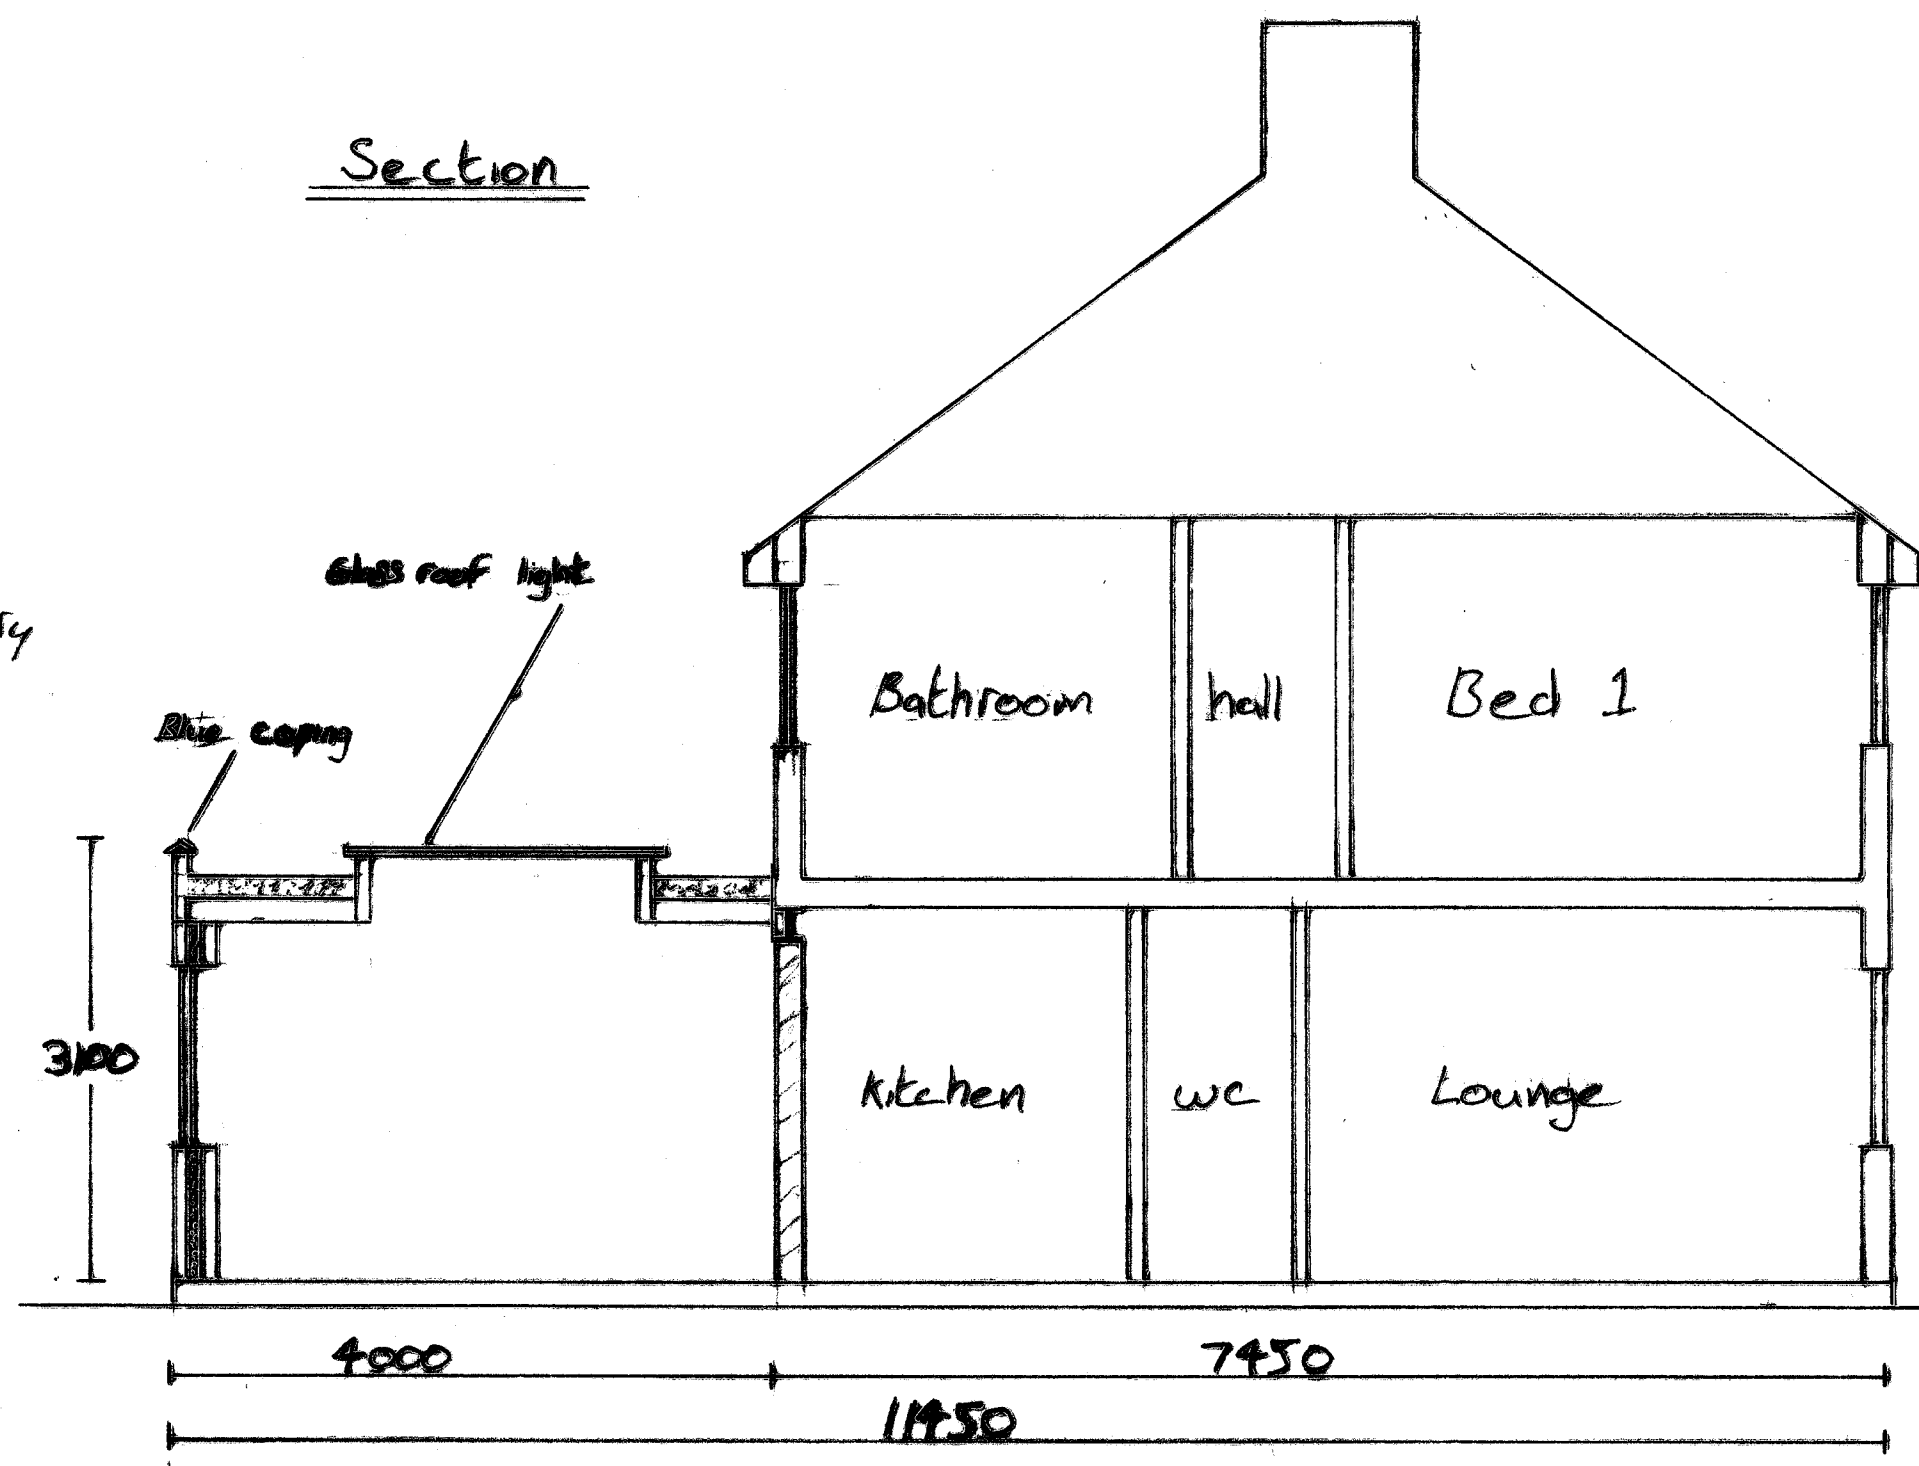 Section
Glass roof light
Blue coping
Bathroom
hall
Bed 1
3100
Kitchen
wc
Lounge
4000
7450
11450